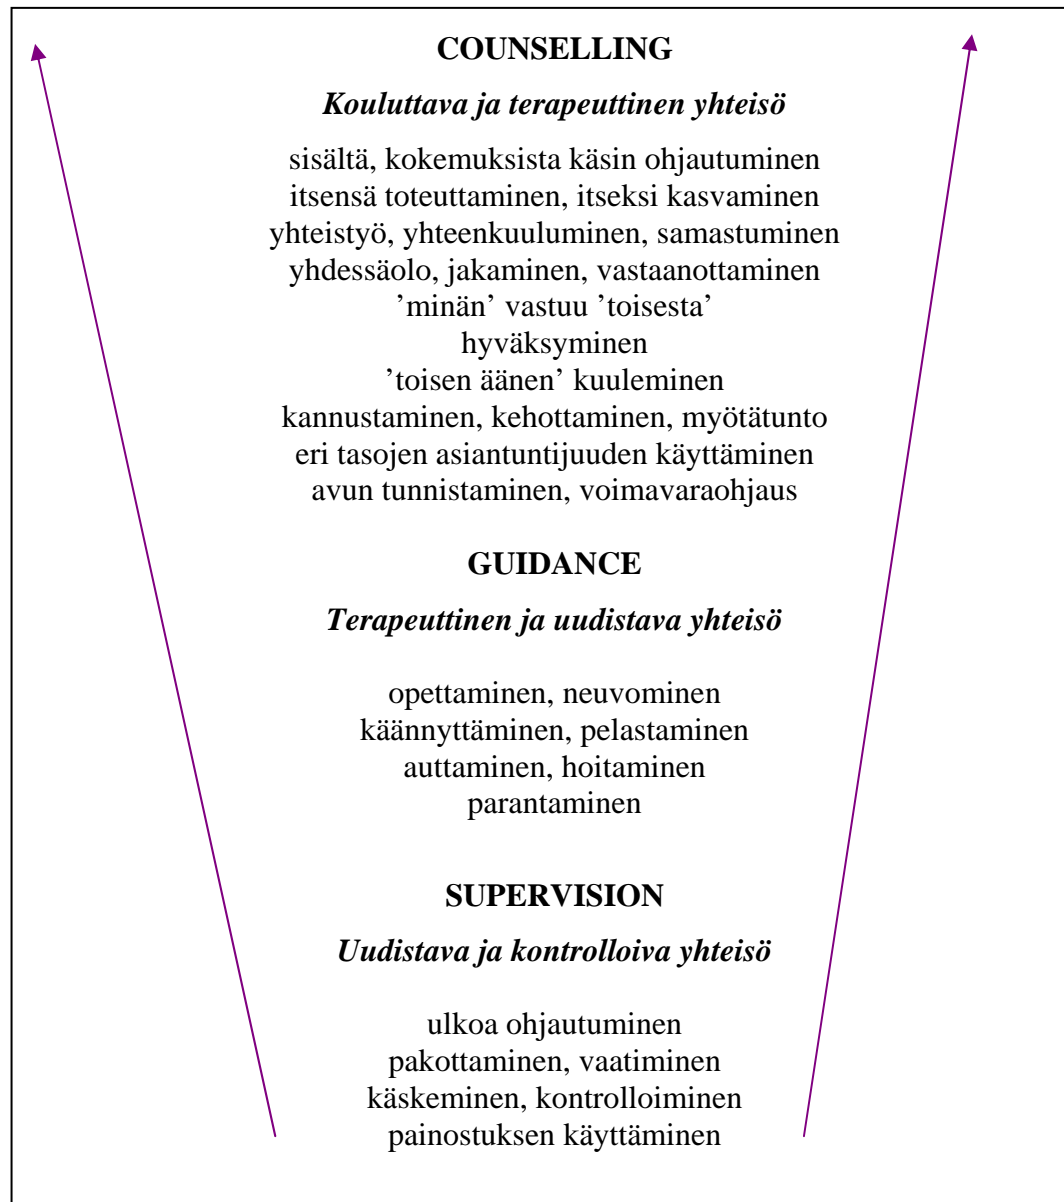 COUNSELLING
Kouluttava ja terapeuttinen yhteisö
sisältä, kokemuksista käsin ohjautuminen
itsensä toteuttaminen, itseksi kasvaminen
yhteistyö, yhteenkuuluminen, samastuminen
yhdessäolo, jakaminen, vastaanottaminen
’minän’ vastuu ’toisesta’
hyväksyminen
’toisen äänen’ kuuleminen
kannustaminen, kehottaminen, myötätunto
eri tasojen asiantuntijuuden käyttäminen
avun tunnistaminen, voimavaraohjaus
GUIDANCE
Terapeuttinen ja uudistava yhteisö
opettaminen, neuvominen
käännyttäminen, pelastaminen
auttaminen, hoitaminen
parantaminen
SUPERVISION
Uudistava ja kontrolloiva yhteisö
ulkoa ohjautuminen
pakottaminen, vaatiminen
käskeminen, kontrolloiminen
painostuksen käyttäminen